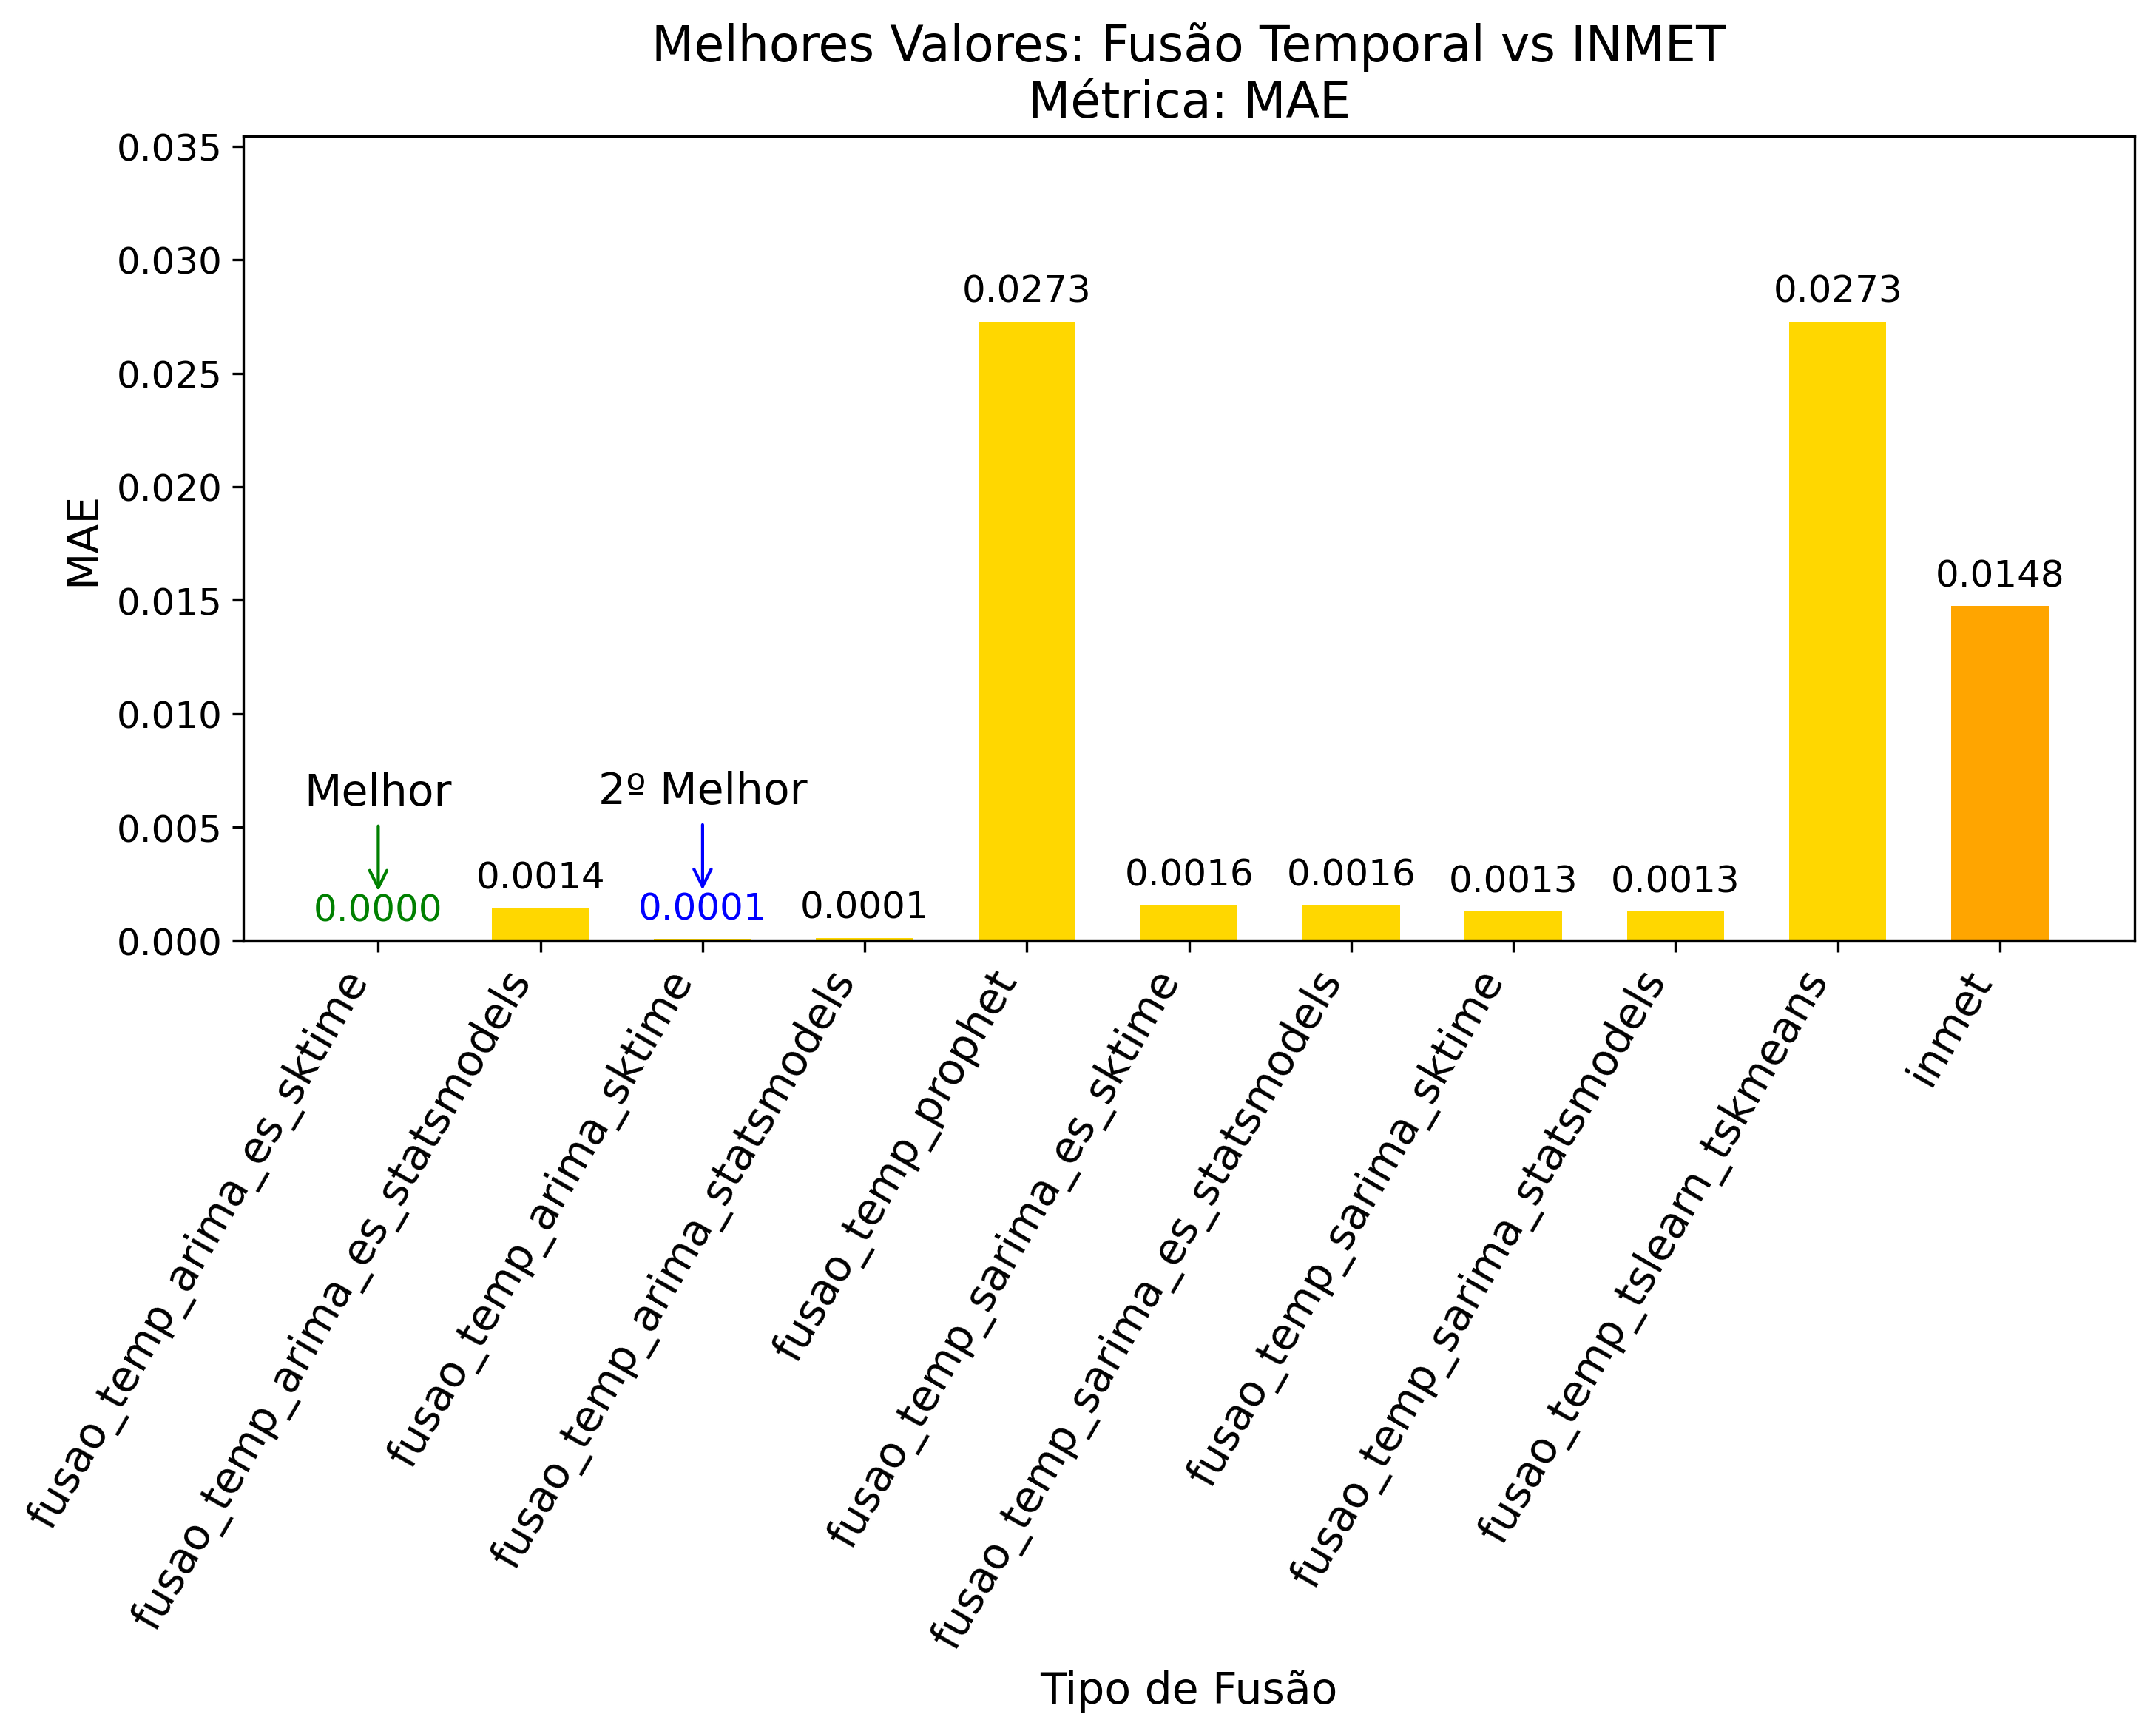 Melhores Valores: Fusão Temporal vs INMET
Métrica: MAE
MAE
0.035
0.030
0.025
0.020
0.015
0.010
0.005
0.000
Melhor
0.0000
0.0014
2º Melhor
0.0001
0.0001
0.0273
0.0016
0.0016
0.0013
0.0013
0.0273
0.0148
fusao_temp_arima_es_sktime
fusao_temp_arima_es_statsmodels
fusao_temp_arima_sktime
fusao_temp_arima_statsmodels
fusao_temp_prophet
fusao_temp_sarima_es_sktime
fusao_temp_sarima_es_statsmodels
fusao_temp_sarima_sktime
fusao_temp_sarima_statsmodels
fusao_temp_tslearn_tskmeans
inmet
Tipo de Fusão